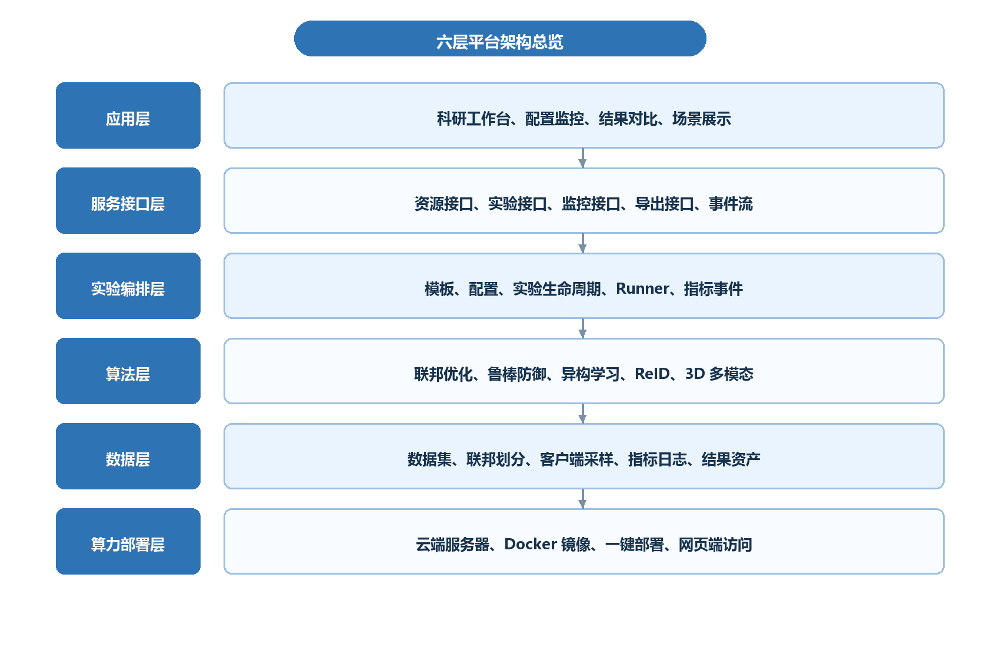 六层平台架构总览
应用层
科研工作台、配置监控、结果对比、场景展示
服务接口层
资源接口、实验接口、监控接口、导出接口、事件流
实验编排层
模板、配置、实验生命周期、Runner、指标事件
算法层
联邦优化、鲁棒防御、异构学习、ReID、3D 多模态
数据层
数据集、联邦划分、客户端采样、指标日志、结果资产
算力部署层
云端服务器、Docker 镜像、一键部署、网页端访问